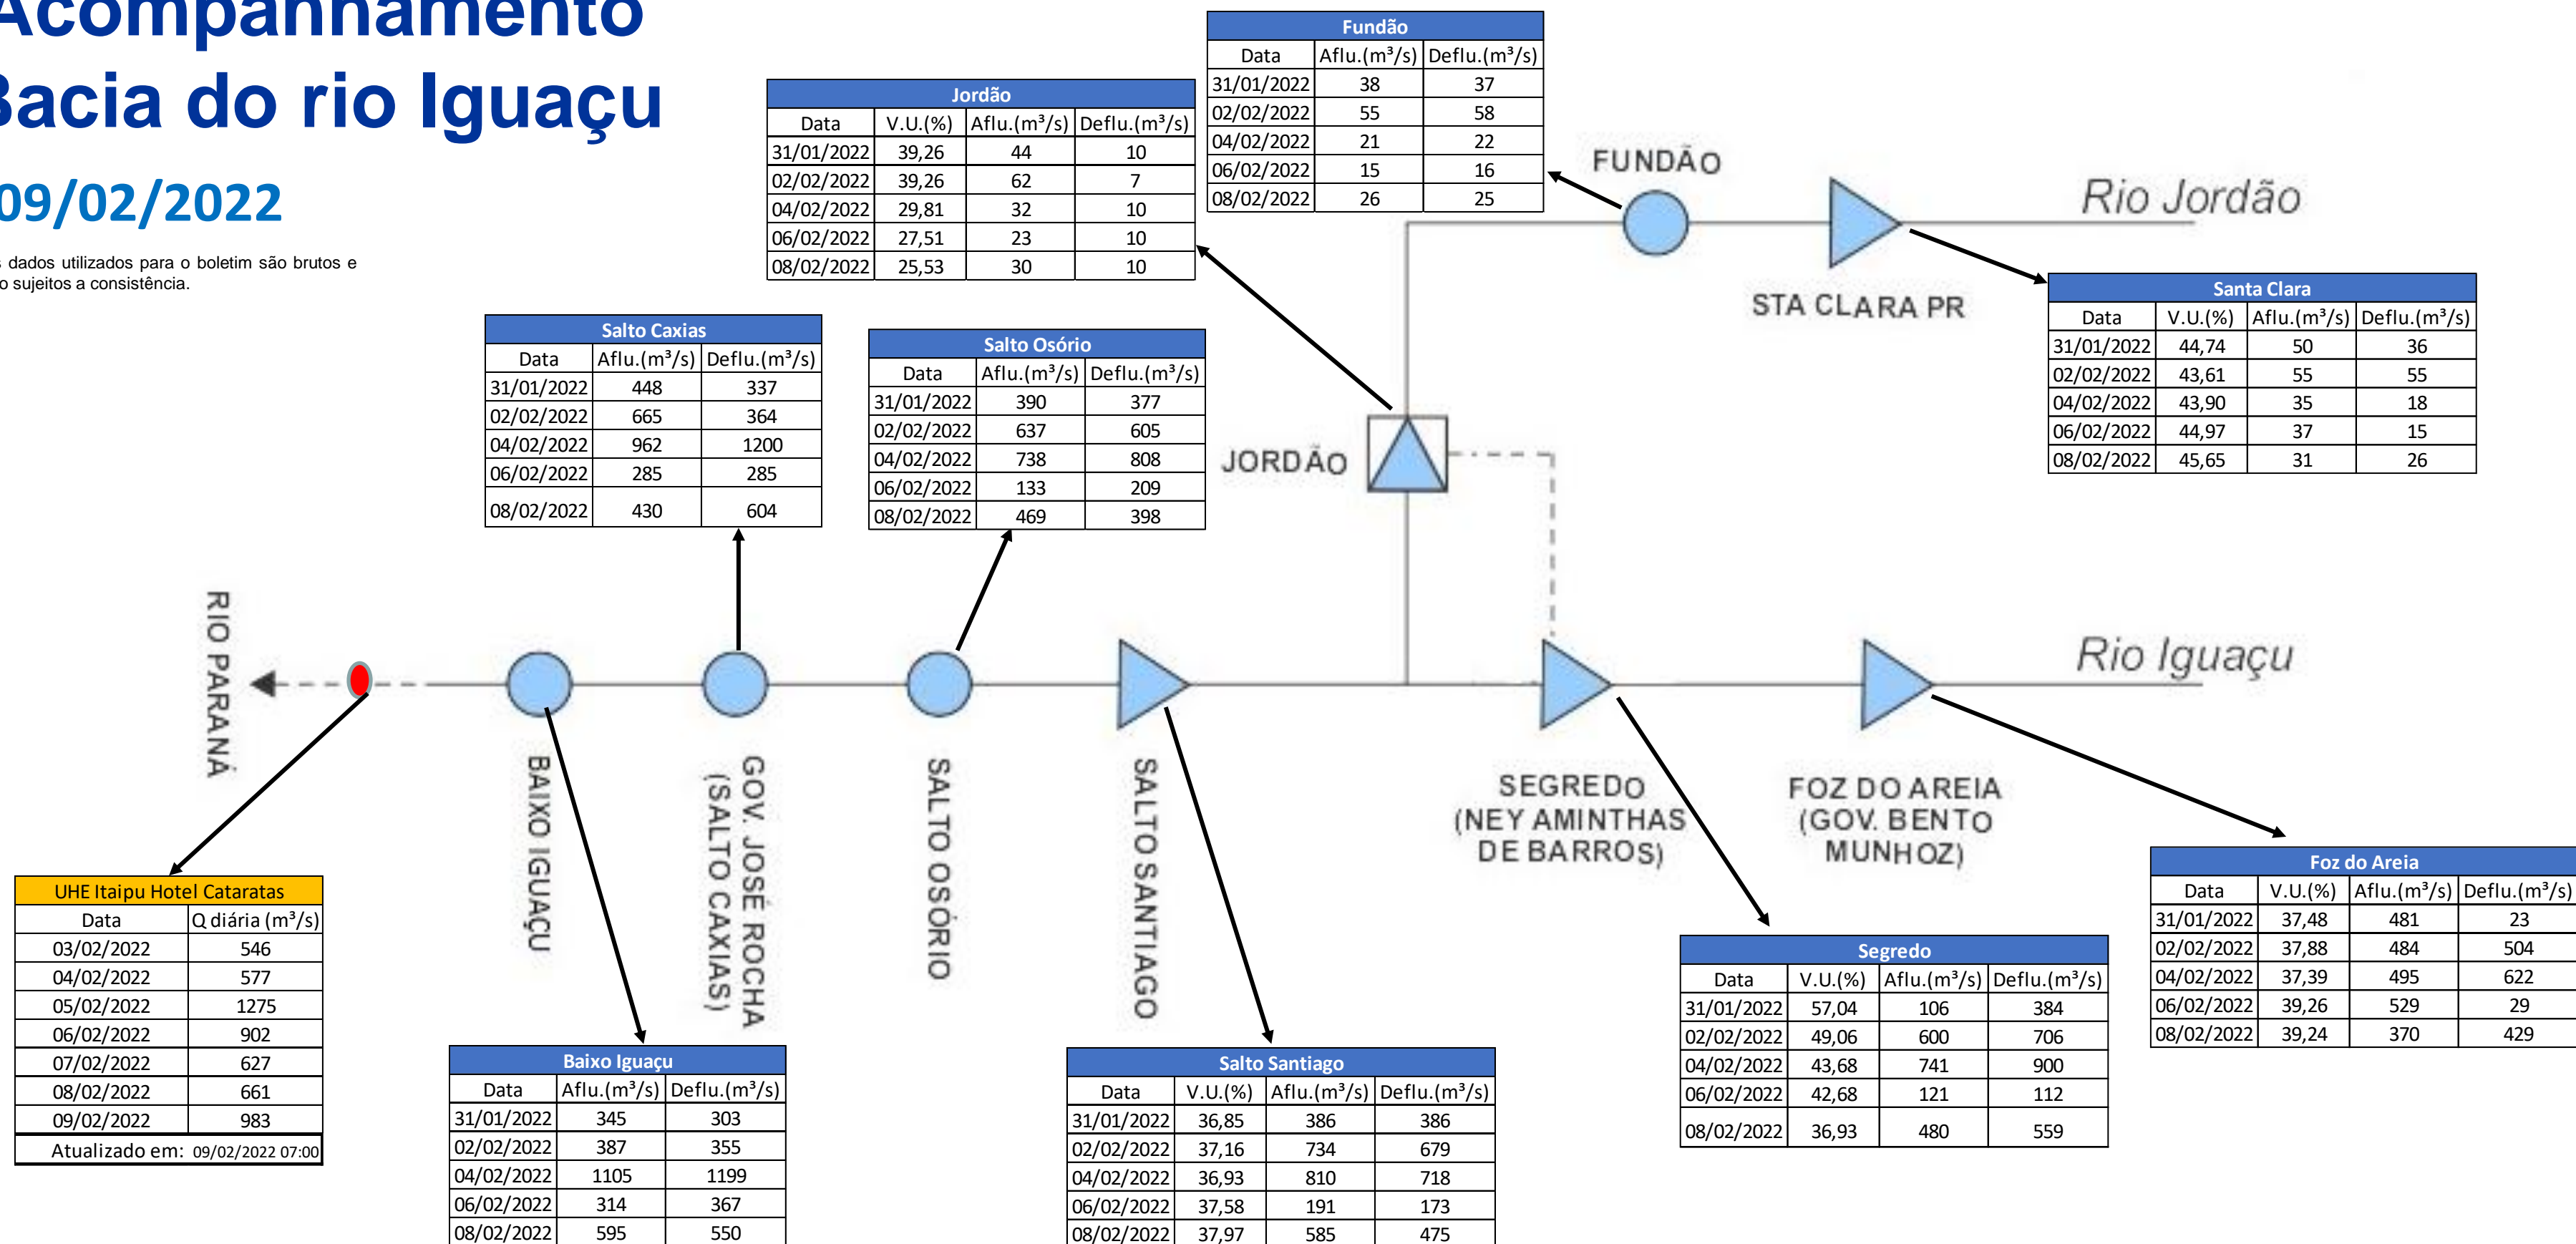 Acompanhamento
Bacia do rio Iguaçu
09/02/2022
s dados utilizados para o boletim são brutos e
o sujeitos a consistência.
Fundão
Data Aflu.(m³/s) Deflu.(m³/s)
31/01/2022 38 37
02/02/2022 55 58
04/02/2022 21 22
06/02/2022 15 16
08/02/2022 26 25
Jordão
Data V.U.(%) Aflu.(m³/s) Deflu.(m³/s)
31/01/2022 39,26 44 10
02/02/2022 39,26 62 7
04/02/2022 29,81 32 10
06/02/2022 27,51 23 10
08/02/2022 25,53 30 10
FUNDÃO
STA CLARA PR
Rio Jordão
Santa Clara
Data V.U.(%) Aflu.(m³/s) Deflu.(m³/s)
31/01/2022 44,74 50 36
02/02/2022 43,61 55 55
04/02/2022 43,90 35 18
06/02/2022 44,97 37 15
08/02/2022 45,65 31 26
Salto Caxias
Data Aflu.(m³/s) Deflu.(m³/s)
31/01/2022 448 337
02/02/2022 665 364
04/02/2022 962 1200
06/02/2022 285 285
08/02/2022 430 604
Salto Osório
Data Aflu.(m³/s) Deflu.(m³/s)
31/01/2022 390 377
02/02/2022 637 605
04/02/2022 738 808
06/02/2022 133 209
08/02/2022 469 398
JORDÃO
RIO PARANÁ
Rio Iguaçu
BAIXO IGUAÇU
GOV. JOSÉ ROCHA
(SALTO CAXIAS)
SALTO OSÓRIO
SALTO SANTIAGO
SEGREDO
(NEY AMINTHAS
DE BARROS)
FOZ DO AREIA
(GOV. BENTO
MUNHOZ)
Foz do Areia
Data V.U.(%) Aflu.(m³/s) Deflu.(m³/s)
31/01/2022 37,48 481 23
02/02/2022 37,88 484 504
04/02/2022 37,39 495 622
06/02/2022 39,26 529 29
08/02/2022 39,24 370 429
UHE Itaipu Hotel Cataratas
Data Q diária (m³/s)
03/02/2022 546
04/02/2022 577
05/02/2022 1275
06/02/2022 902
07/02/2022 627
08/02/2022 661
09/02/2022 983
Atualizado em: 09/02/2022 07:00
Segredo
Data V.U.(%) Aflu.(m³/s) Deflu.(m³/s)
31/01/2022 57,04 106 384
02/02/2022 49,06 600 706
04/02/2022 43,68 741 900
06/02/2022 42,68 121 112
08/02/2022 36,93 480 559
Baixo Iguaçu
Data Aflu.(m³/s) Deflu.(m³/s)
31/01/2022 345 303
02/02/2022 387 355
04/02/2022 1105 1199
06/02/2022 314 367
08/02/2022 595 550
Salto Santiago
Data V.U.(%) Aflu.(m³/s) Deflu.(m³/s)
31/01/2022 36,85 386 386
02/02/2022 37,16 734 679
04/02/2022 36,93 810 718
06/02/2022 37,58 191 173
08/02/2022 37,97 585 475